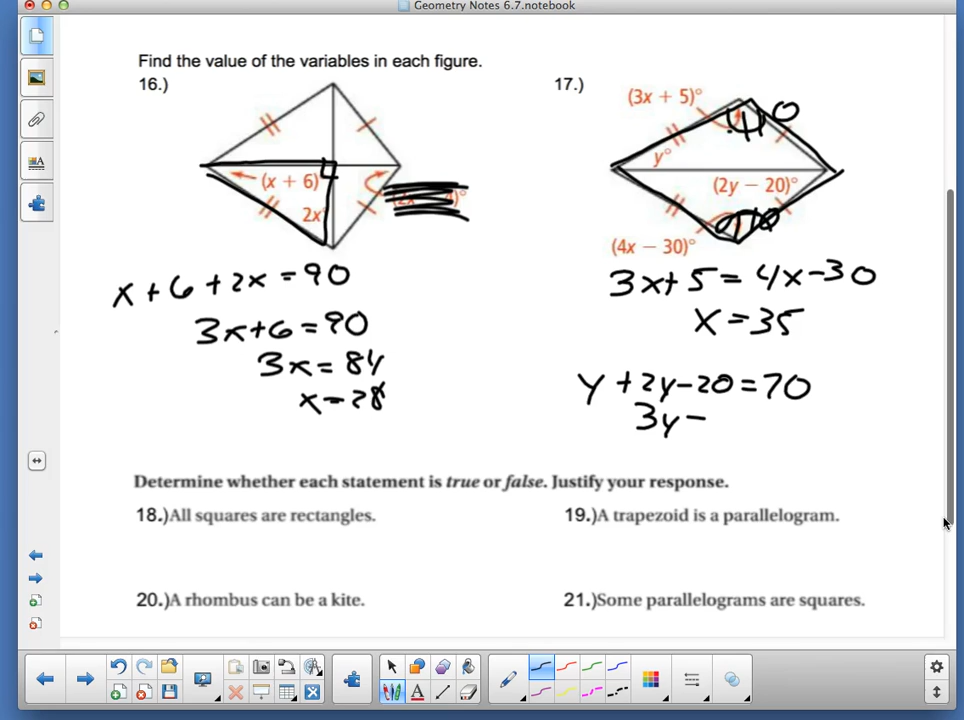 Geometry Notes 6.7.notebook
Find the value of the variables in each figure.
16.)
17.)
(3x + 5)°
110
y°
(x + 6)
2x
(2y − 20)°
(4x − 30)°
x + 6 + 2x = 90
3x+6 = 90
3x = 84
x = 28
3x+5 = 4x-30
x = 35
y + 2y-20 = 70
3y =
Determine whether each statement is true or false. Justify your response.
18.)All squares are rectangles.
19.)A trapezoid is a parallelogram.
20.)A rhombus can be a kite.
21.)Some parallelograms are squares.